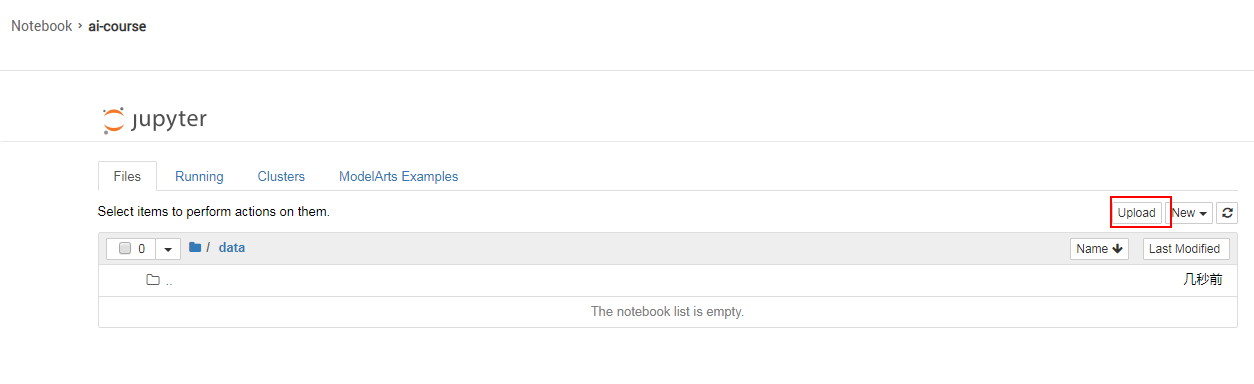 Notebook › ai-course
jupyter
Files Running Clusters ModelArts Examples
Select items to perform actions on them. Upload New
0 / data Name Last Modified
.. 几秒前
The notebook list is empty.